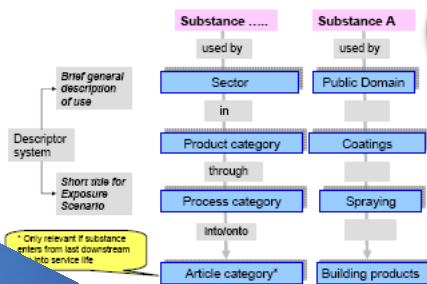 Substance ..... Substance A
used by used by
Brief general
description
of use
Sector Public Domain
in
Descriptor
system
Product category Coatings
through
Short title for
Exposure
Scenario
Process category Spraying
into/onto
* Only relevant if substance
enters from last downstream
into service life
Article category* Building products